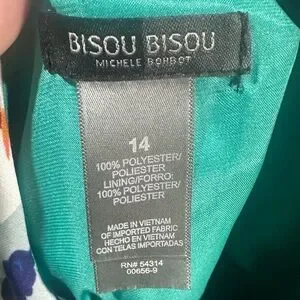 BISOU BISOU
MICHELE BOHBOT
14
100% POLYESTER/
POLIESTER
LINING/FORRO:
100% POLYESTER/
POLIESTER
MADE IN VIETNAM
OF IMPORTED FABRIC
HECHO EN VIETNAM
CON TELAS IMPORTADAS
RN# 54314
00656-9